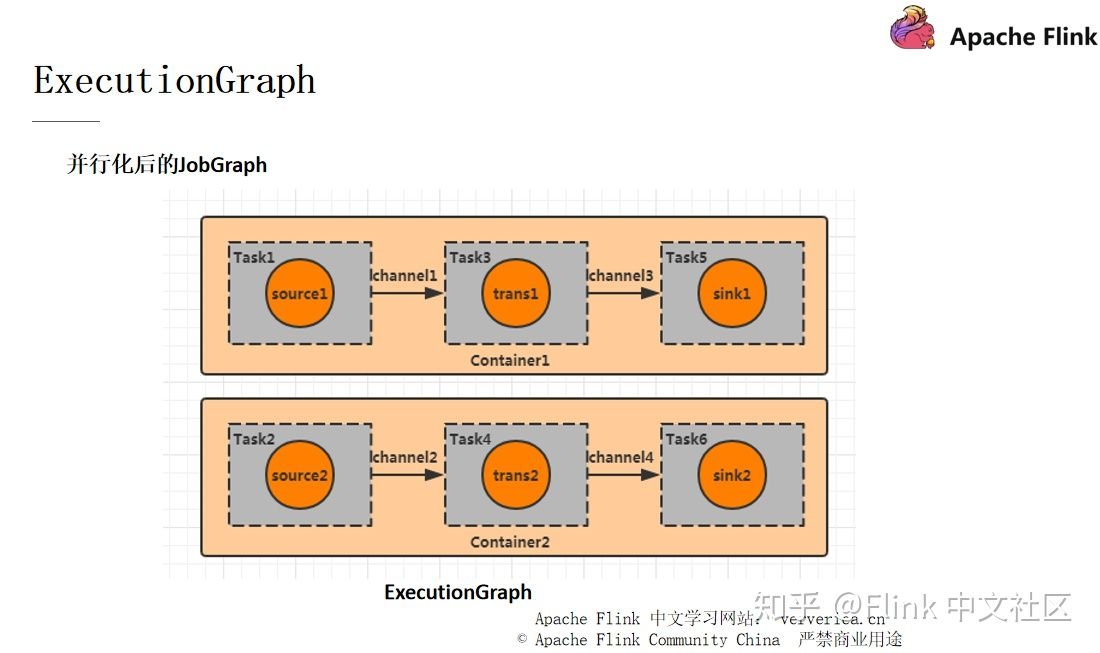 Apache Flink
ExecutionGraph
并行化后的JobGraph
Task1
source1
channel1
Task3
trans1
channel3
Task5
sink1
Container1
Task2
source2
channel2
Task4
trans2
channel4
Task6
sink2
Container2
ExecutionGraph
知乎 @Flink 中文社区
Apache Flink 中文学习网站: ververica.cn
© Apache Flink Community China 严禁商业用途